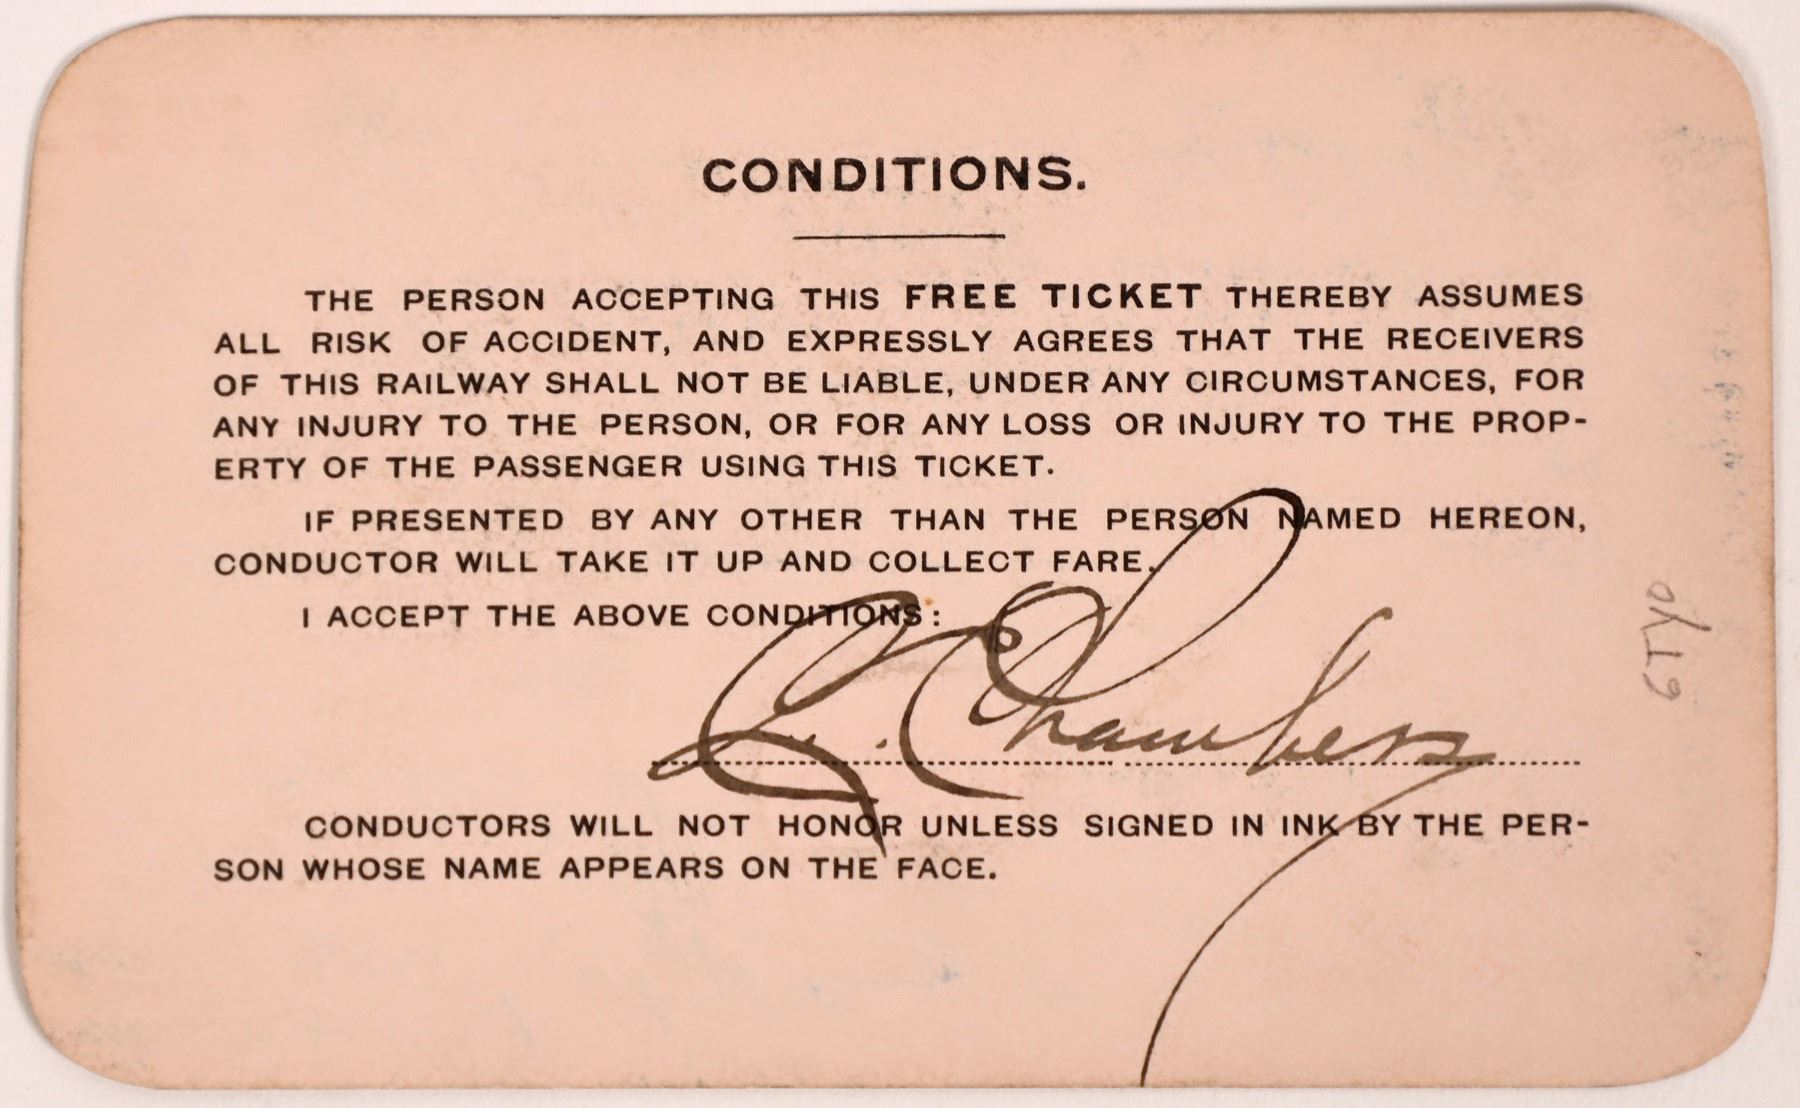 CONDITIONS.
THE PERSON ACCEPTING THIS FREE TICKET THEREBY ASSUMES
ALL RISK OF ACCIDENT, AND EXPRESSLY AGREES THAT THE RECEIVERS
OF THIS RAILWAY SHALL NOT BE LIABLE, UNDER ANY CIRCUMSTANCES, FOR
ANY INJURY TO THE PERSON, OR FOR ANY LOSS OR INJURY TO THE PROP-
ERTY OF THE PASSENGER USING THIS TICKET.
IF PRESENTED BY ANY OTHER THAN THE PERSON NAMED HEREON,
CONDUCTOR WILL TAKE IT UP AND COLLECT FARE.
I ACCEPT THE ABOVE CONDITIONS:
Chambers
CONDUCTORS WILL NOT HONOR UNLESS SIGNED IN INK BY THE PER-
SON WHOSE NAME APPEARS ON THE FACE.